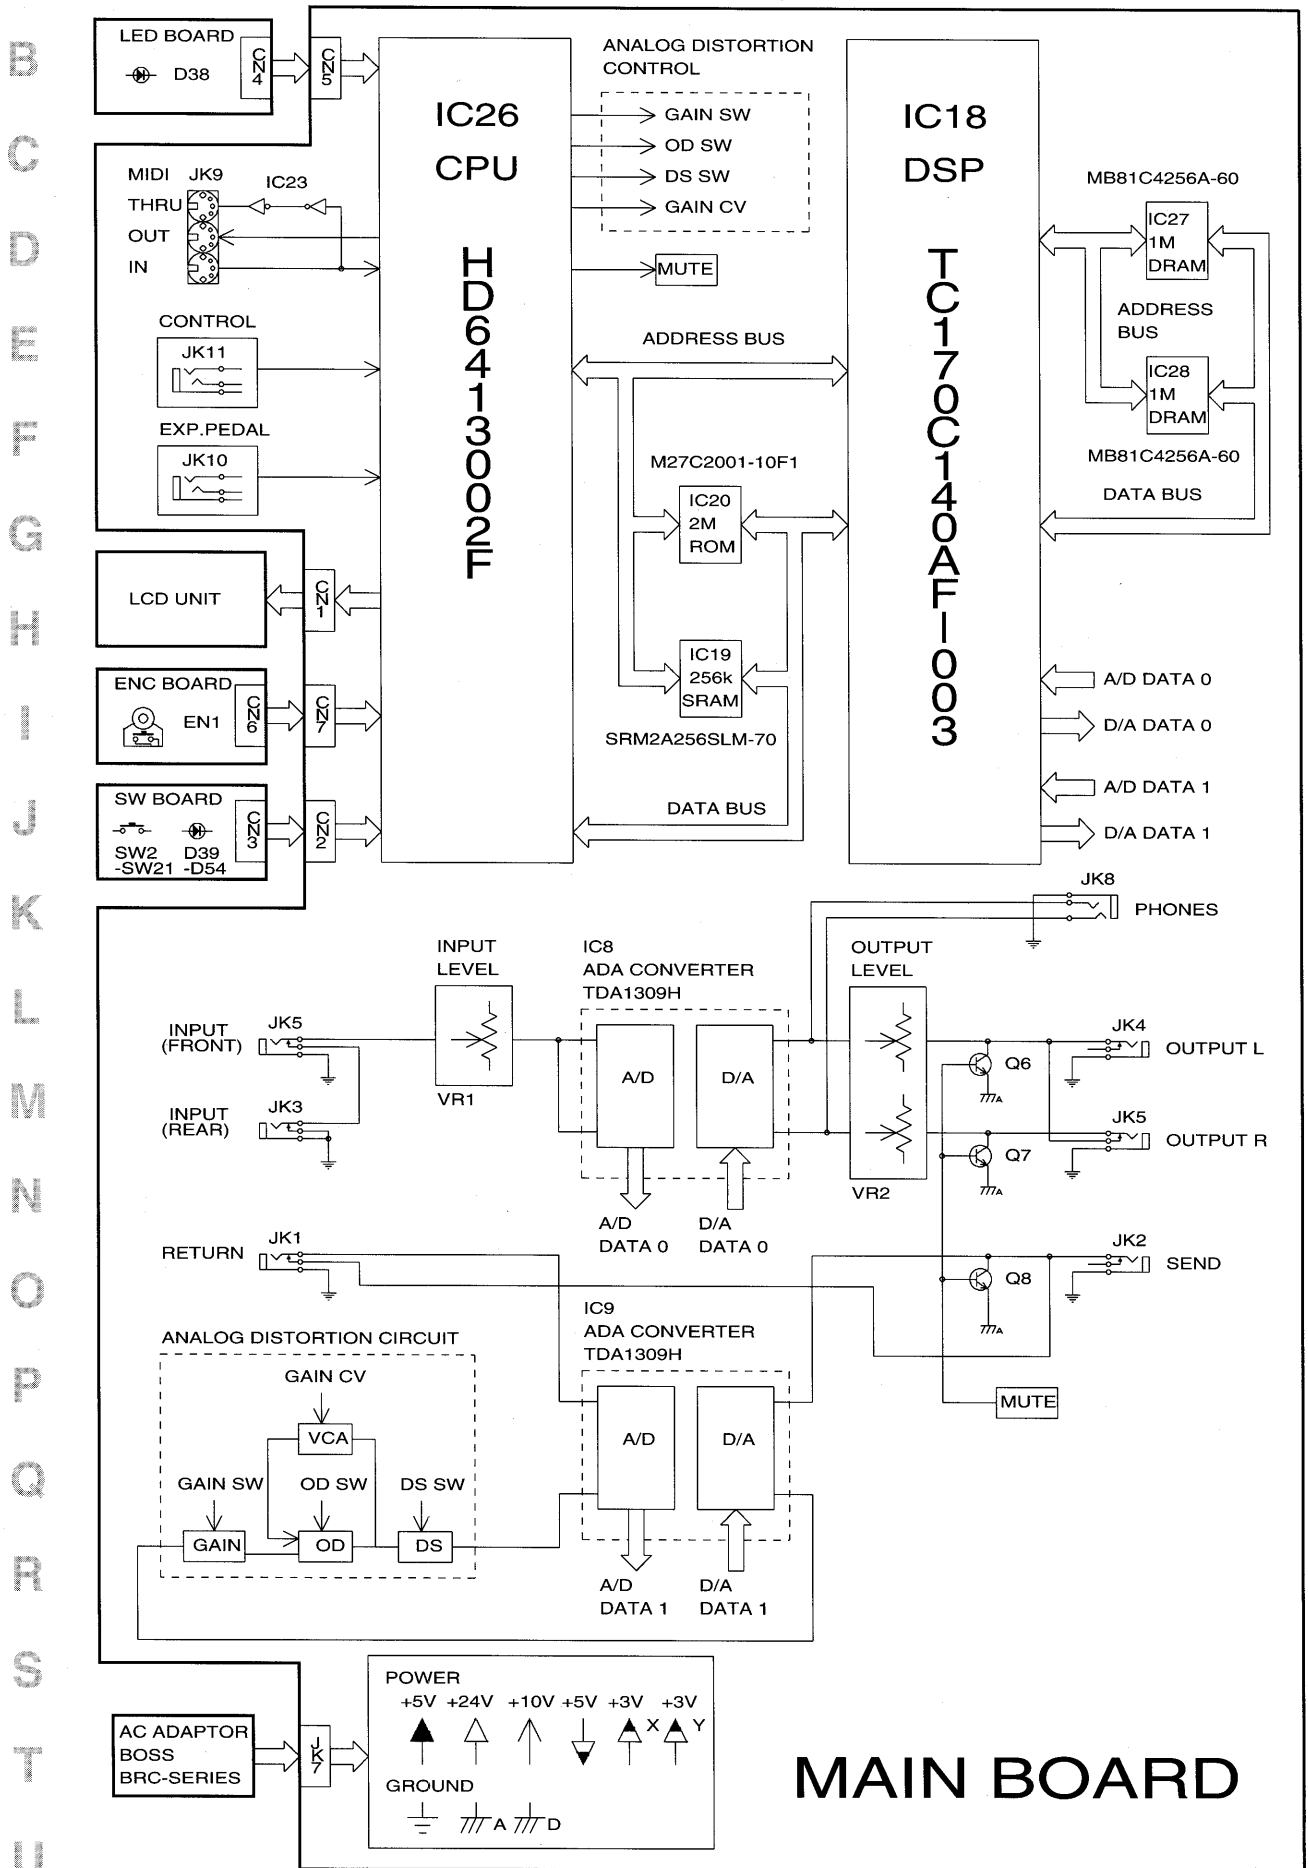 B
C
D
E
F
G
H
I
J
K
L
M
N
O
P
Q
R
S
T
U
LED BOARD
D38
CN4
CN5
MIDI
JK9
IC23
THRU
OUT
IN
CONTROL
JK11
EXP.PEDAL
JK10
LCD UNIT
CN1
ENC BOARD
EN1
CN6
CN7
SW BOARD
SW2
-SW21
D39
-D54
CN3
CN2
IC26
CPU
HD6413002F
ANALOG DISTORTION
CONTROL
GAIN SW
OD SW
DS SW
GAIN CV
MUTE
ADDRESS BUS
M27C2001-10F1
IC20
2M
ROM
IC19
256k
SRAM
SRM2A256SLM-70
DATA BUS
IC18
DSP
TC170C140AFI003
MB81C4256A-60
IC27
1M
DRAM
ADDRESS
BUS
IC28
1M
DRAM
MB81C4256A-60
DATA BUS
A/D DATA 0
D/A DATA 0
A/D DATA 1
D/A DATA 1
JK8
PHONES
INPUT
LEVEL
VR1
IC8
ADA CONVERTER
TDA1309H
A/D
D/A
A/D
DATA 0
D/A
DATA 0
OUTPUT
LEVEL
VR2
INPUT
(FRONT)
JK5
INPUT
(REAR)
JK3
Q6
A
JK4
OUTPUT L
Q7
A
JK5
OUTPUT R
RETURN
JK1
Q8
A
JK2
SEND
MUTE
ANALOG DISTORTION CIRCUIT
GAIN CV
VCA
GAIN SW
OD SW
DS SW
GAIN
OD
DS
IC9
ADA CONVERTER
TDA1309H
A/D
D/A
A/D
DATA 1
D/A
DATA 1
AC ADAPTOR
BOSS
BRC-SERIES
JK7
POWER
+5V +24V +10V +5V +3V +3V
X Y
GROUND
A D
MAIN BOARD